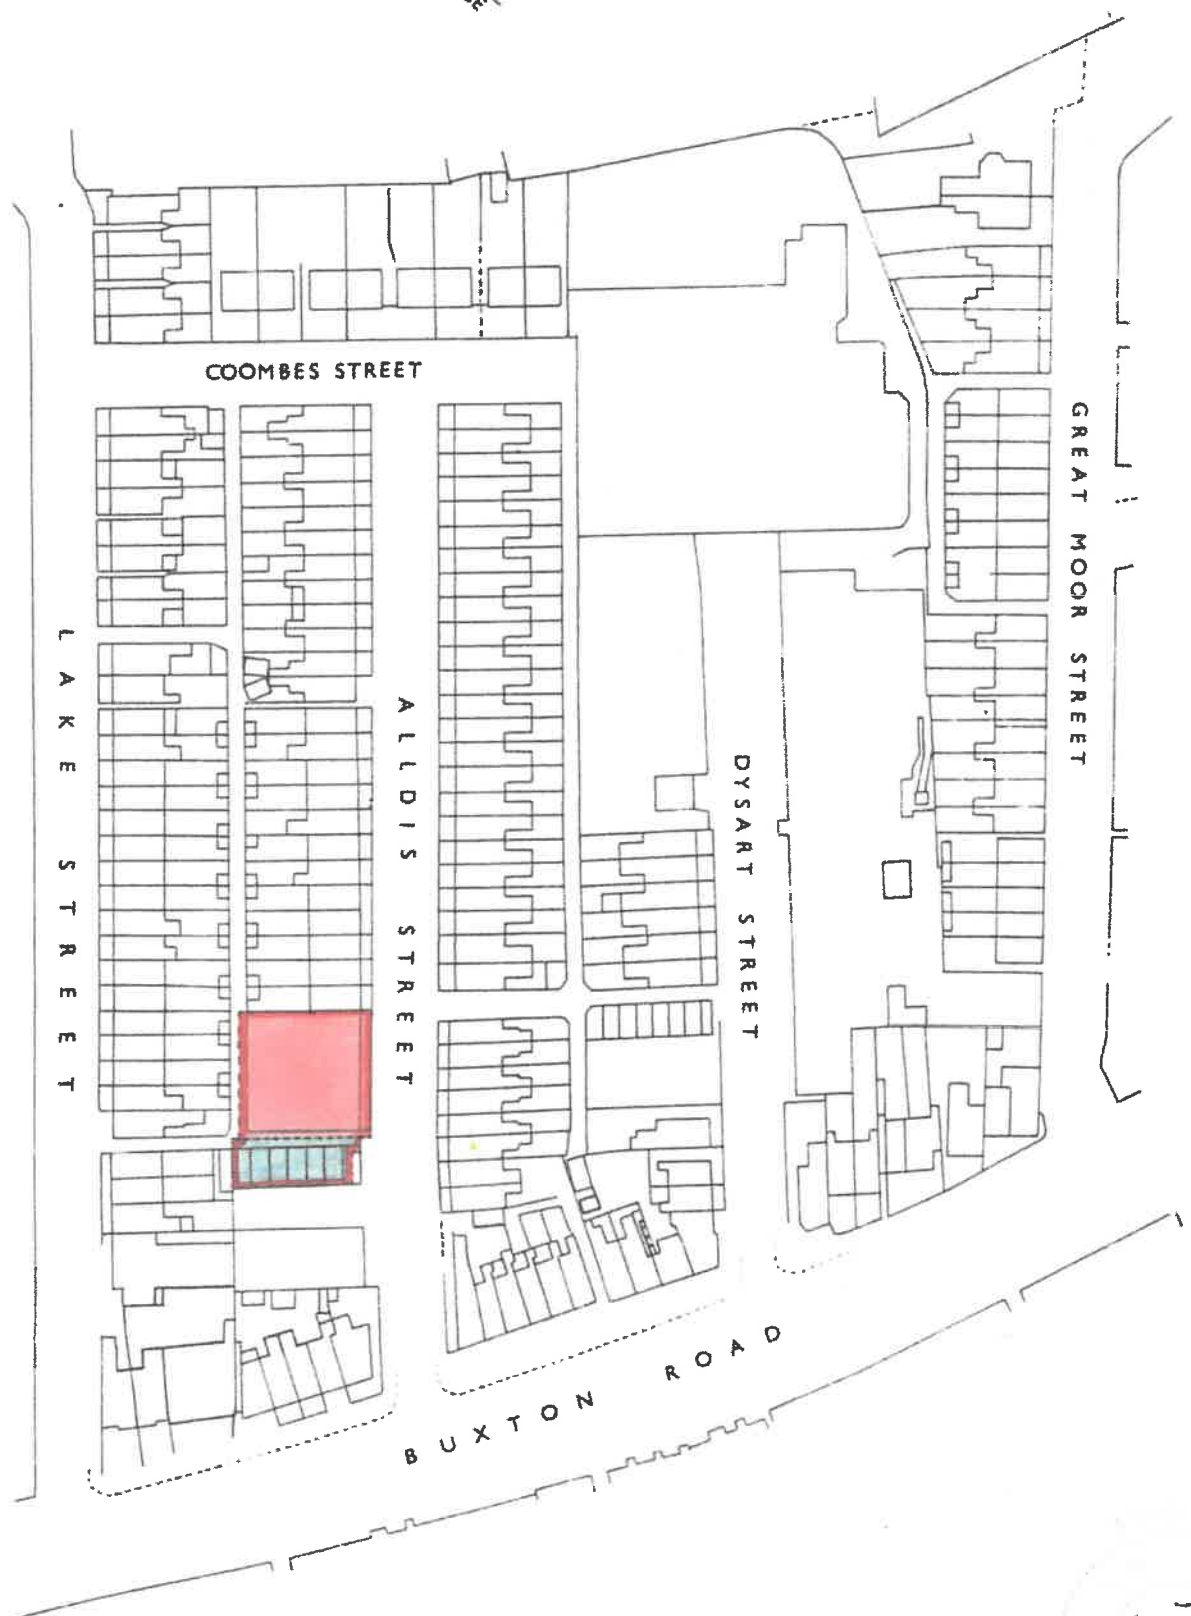 COOMBES STREET
GREAT MOOR STREET
LAKE STREET
ALLDIS STREET
DYSART STREET
BUXTON ROAD